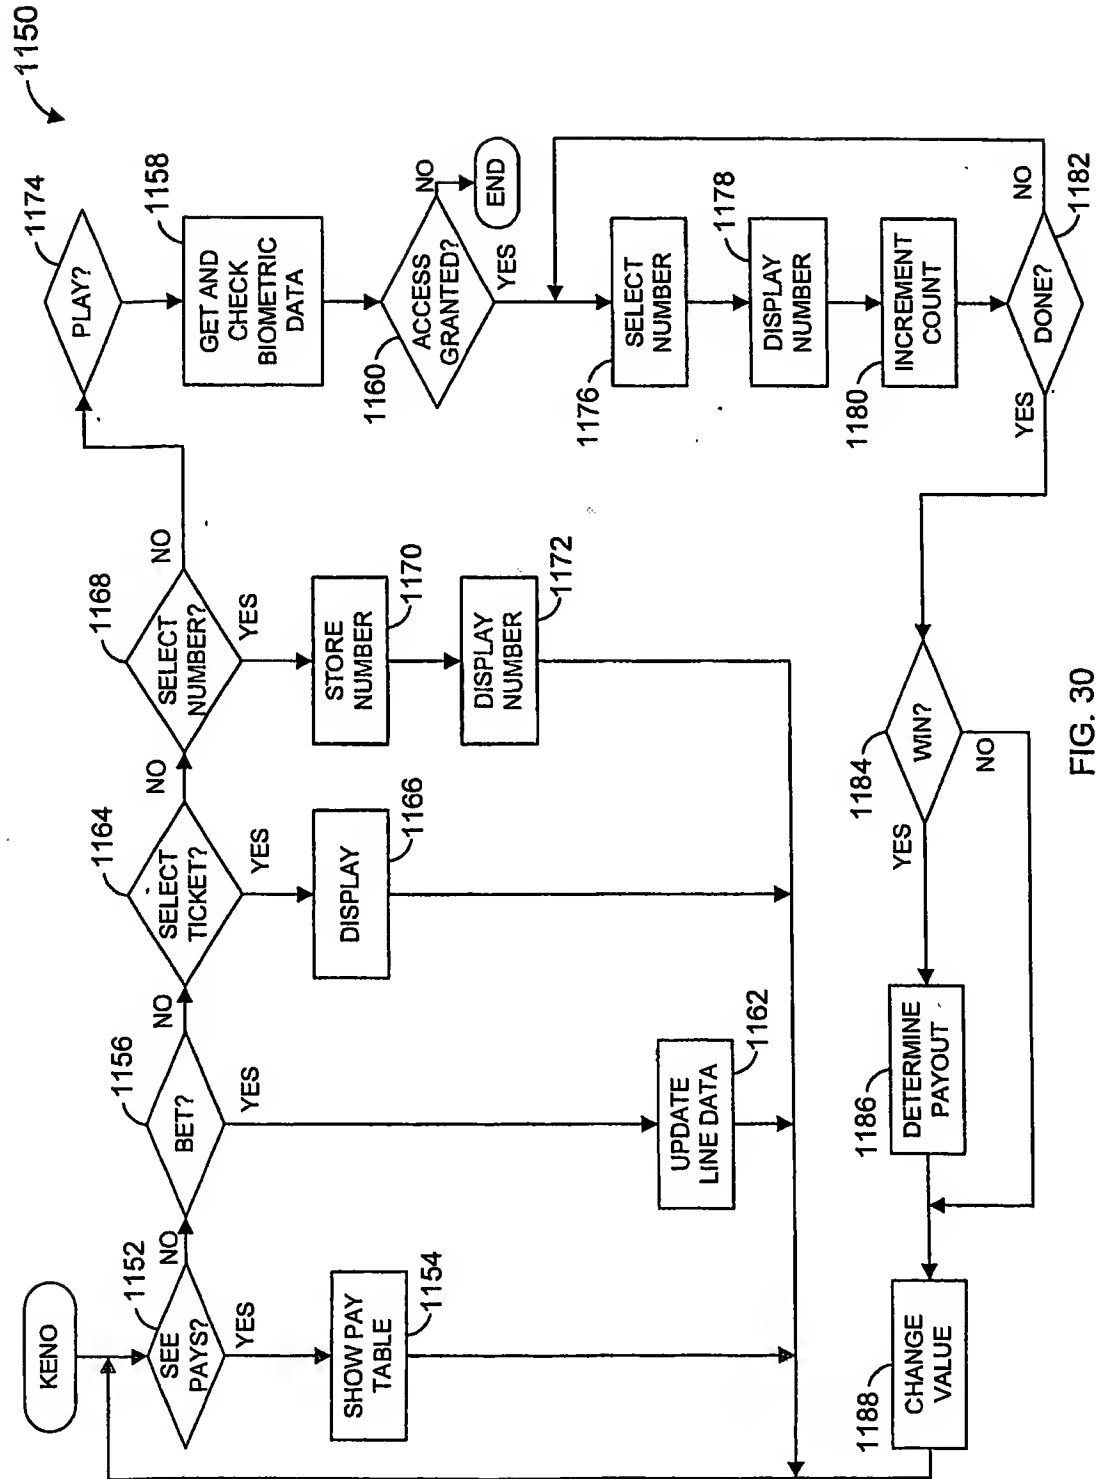 1150
KENO
1152
SEE
PAYS?
NO
YES
SHOW PAY
TABLE
1154
1156
BET?
NO
YES
UPDATE
LINE DATA
1162
1164
SELECT
TICKET?
NO
YES
DISPLAY
1166
1168
SELECT
NUMBER?
NO
YES
STORE
NUMBER
1170
DISPLAY
NUMBER
1172
1174
PLAY?
GET AND
CHECK
BIOMETRIC
DATA
1158
ACCESS
GRANTED?
1160
NO
END
YES
SELECT
NUMBER
1176
DISPLAY
NUMBER
1178
INCREMENT
COUNT
1180
DONE?
1182
NO
YES
1184
WIN?
YES
NO
DETERMINE
PAYOUT
1186
CHANGE
VALUE
1188
FIG. 30